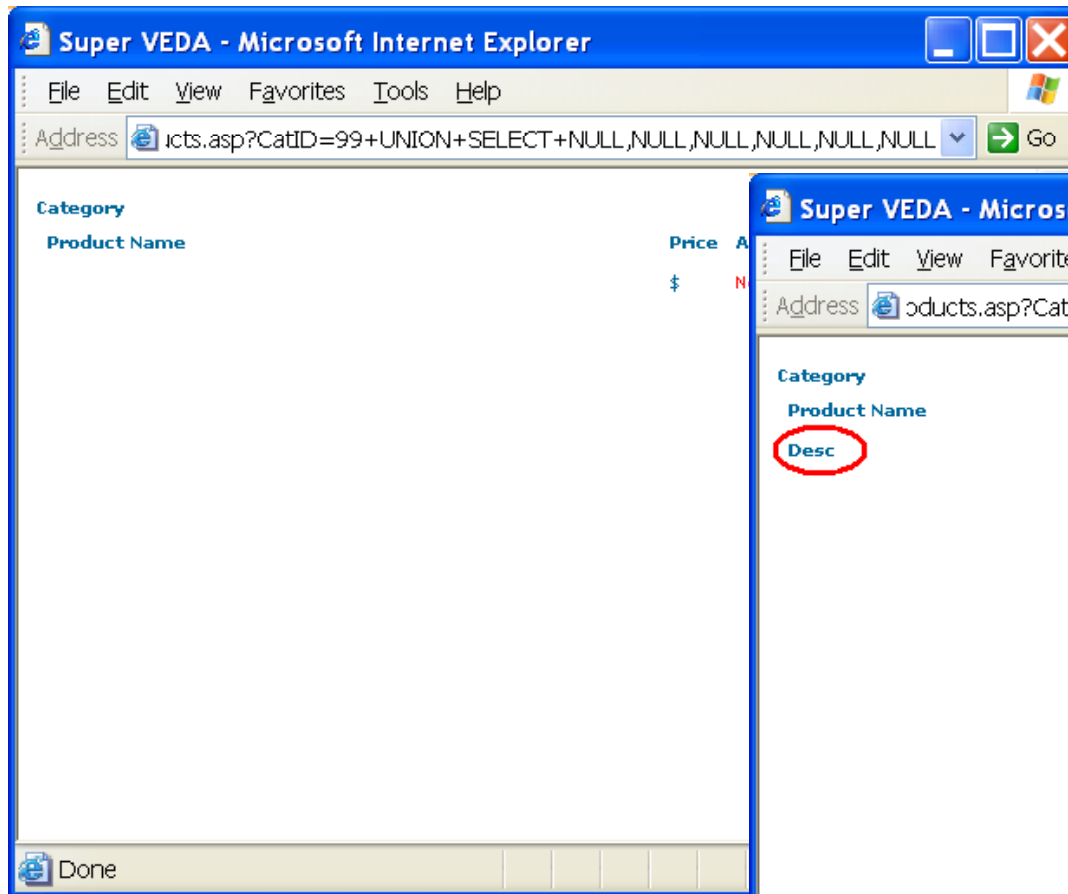 Super VEDA - Microsoft Internet Explorer
File Edit View Favorites Tools Help
Address ucts.asp?CatID=99+UNION+SELECT+NULL,NULL,NULL,NULL,NULL,NULL Go
Category
Product Name Price A
$
Done
Super VEDA - Micros
File Edit View Favorite
Address oducts.asp?Cat
Category
Product Name
Desc